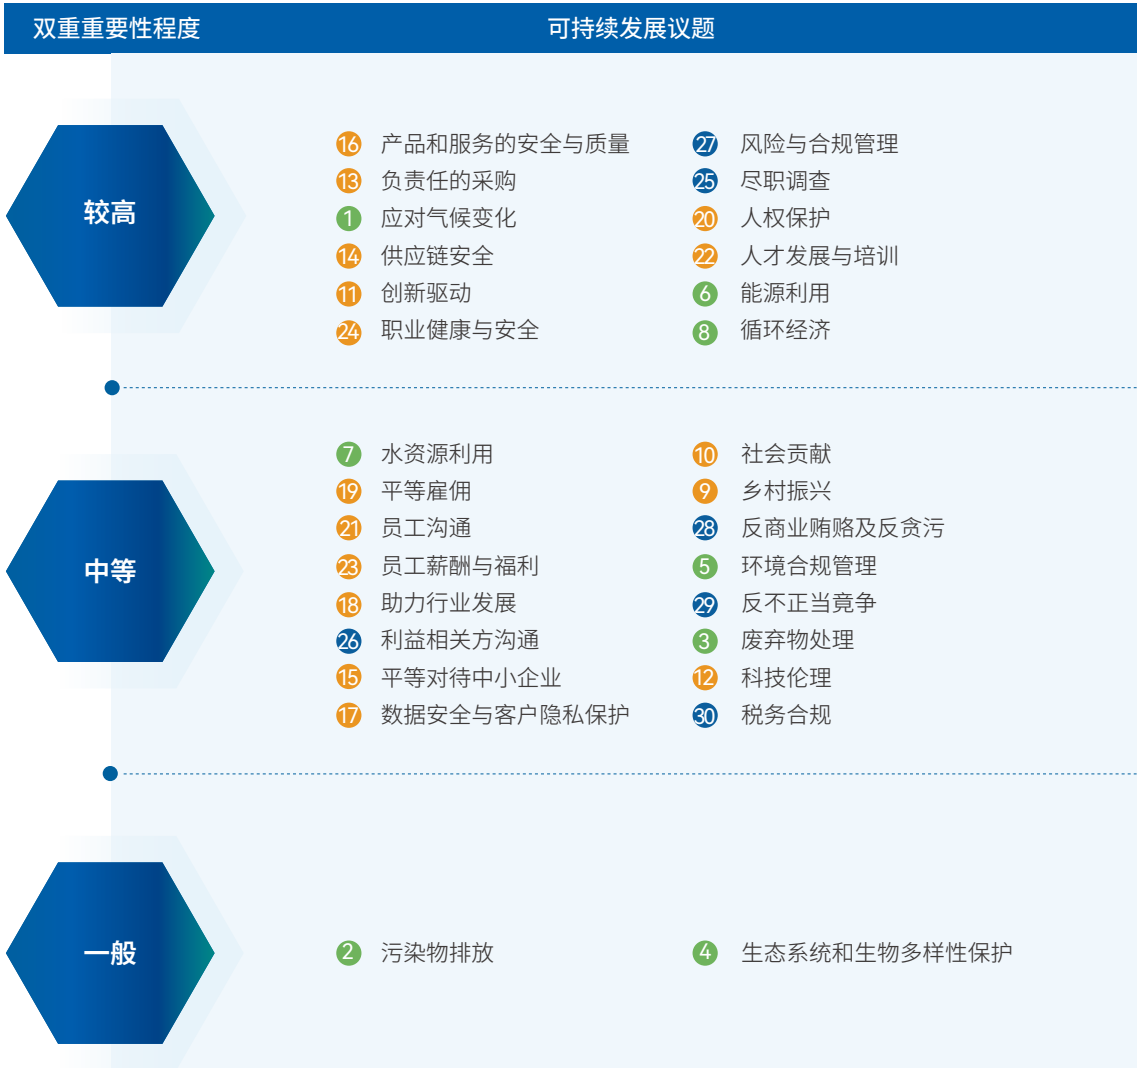 双重重要性程度 可持续发展议题
较高
16 产品和服务的安全与质量
13 负责任的采购
1 应对气候变化
14 供应链安全
11 创新驱动
24 职业健康与安全
27 风险与合规管理
25 尽职调查
20 人权保护
22 人才发展与培训
6 能源利用
8 循环经济
中等
7 水资源利用
19 平等雇佣
21 员工沟通
23 员工薪酬与福利
18 助力行业发展
26 利益相关方沟通
15 平等对待中小企业
17 数据安全与客户隐私保护
10 社会贡献
9 乡村振兴
28 反商业贿赂及反贪污
5 环境合规管理
29 反不正当竟争
3 废弃物处理
12 科技伦理
30 税务合规
一般
2 污染物排放
4 生态系统和生物多样性保护